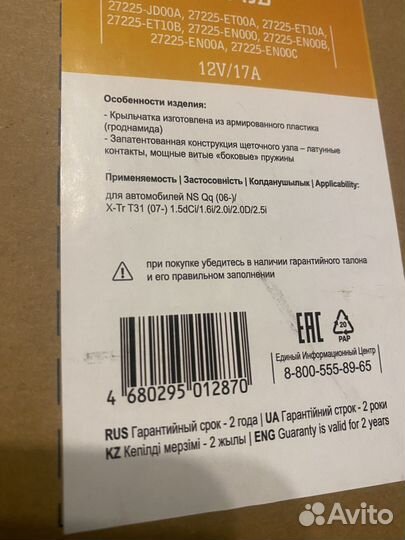 27225-JD00A, 27225-ET00A, 27225-ET10A,
27225-ET10B, 27225-EN000, 27225-EN00B,
27225-EN00A, 27225-EN00C
12V/17A
Особенности изделия:
- Крыльчатка изготовлена из армированного пластика
(гроднамида)
- Запатентованная конструкция щеточного узла – латунные
контакты, мощные витые «боковые» пружины
Применяемость | Застосовність | Колданушылык | Applicability:
для автомобилей NS Qq (06-)/
X-Tr T31 (07-) 1.5dCi/1.6i/2.0i/2.0D/2.5i
при покупке убедитесь в наличии гарантийного талона
и его правильном заполнении
EAC
20
PAP
Единый Информационный Центр
8-800-555-89-65
4 680295 012870
RUS Гарантийный срок - 2 года | UA Гарантійний строк - 2 роки
KZ Кепілді мерзімі - 2 жылы | ENG Guaranty is valid for 2 years
Avito